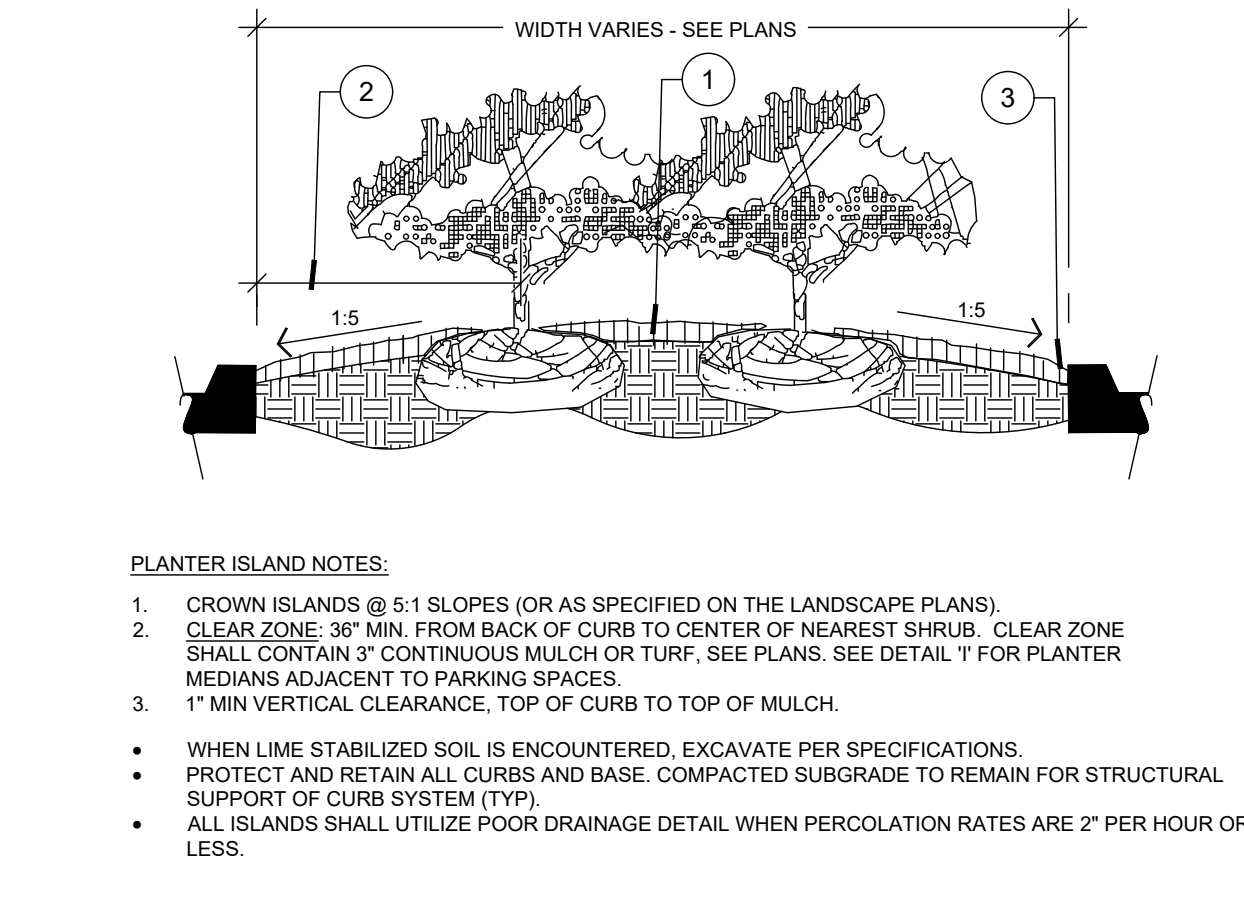 WIDTH VARIES - SEE PLANS
2
1
3
1:5
1:5
PLANTER ISLAND NOTES:
1. CROWN ISLANDS @ 5:1 SLOPES (OR AS SPECIFIED ON THE LANDSCAPE PLANS).
2. CLEAR ZONE: 36" MIN. FROM BACK OF CURB TO CENTER OF NEAREST SHRUB. CLEAR ZONE
SHALL CONTAIN 3" CONTINUOUS MULCH OR TURF, SEE PLANS. SEE DETAIL 'I' FOR PLANTER
MEDIANS ADJACENT TO PARKING SPACES.
3. 1" MIN VERTICAL CLEARANCE, TOP OF CURB TO TOP OF MULCH.
• WHEN LIME STABILIZED SOIL IS ENCOUNTERED, EXCAVATE PER SPECIFICATIONS.
• PROTECT AND RETAIN ALL CURBS AND BASE. COMPACTED SUBGRADE TO REMAIN FOR STRUCTURAL
SUPPORT OF CURB SYSTEM (TYP).
• ALL ISLANDS SHALL UTILIZE POOR DRAINAGE DETAIL WHEN PERCOLATION RATES ARE 2" PER HOUR OR
LESS.